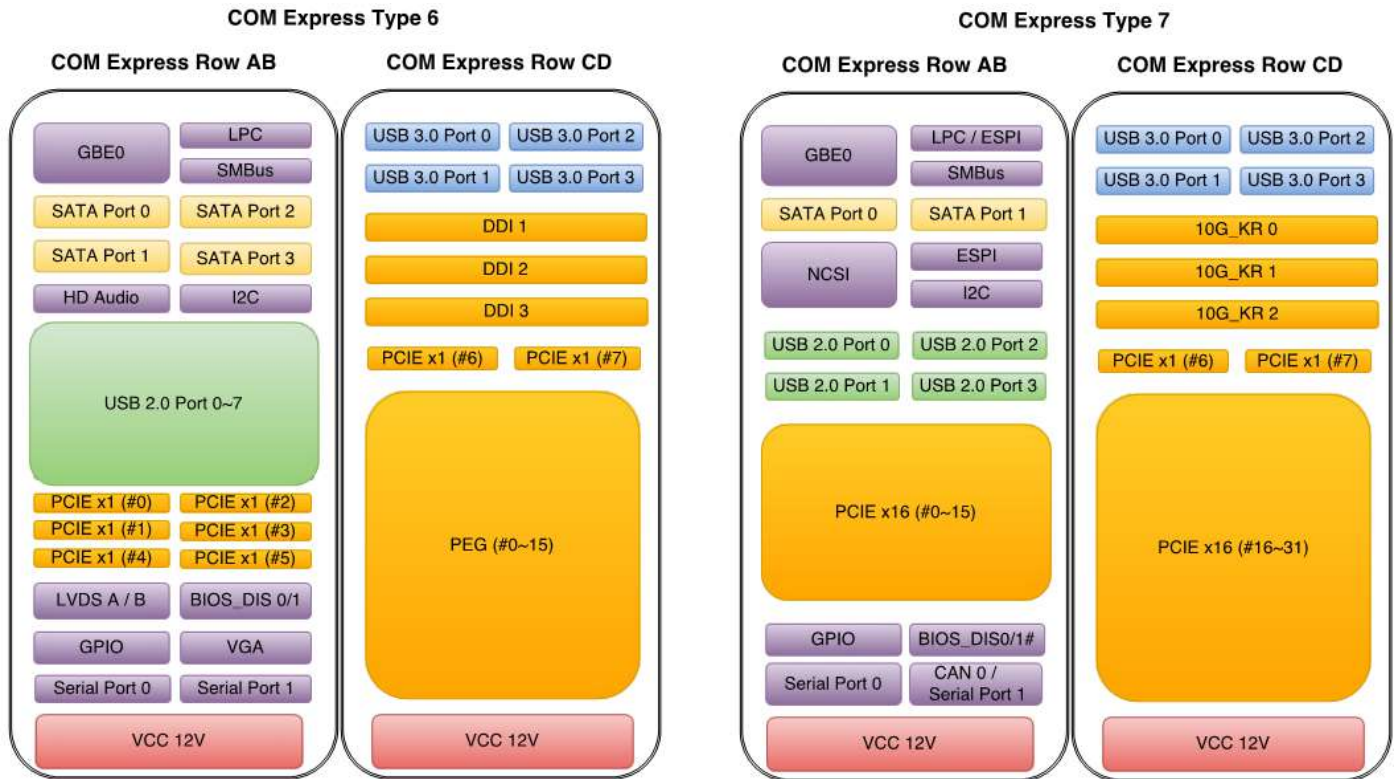 COM Express Type 6
COM Express Row AB
COM Express Row CD
GBE0
LPC
SMBus
SATA Port 0
SATA Port 2
SATA Port 1
SATA Port 3
HD Audio
I2C
USB 2.0 Port 0~7
PCIE x1 (#0)
PCIE x1 (#2)
PCIE x1 (#1)
PCIE x1 (#3)
PCIE x1 (#4)
PCIE x1 (#5)
LVDS A / B
BIOS_DIS 0/1
GPIO
VGA
Serial Port 0
Serial Port 1
VCC 12V
USB 3.0 Port 0
USB 3.0 Port 2
USB 3.0 Port 1
USB 3.0 Port 3
DDI 1
DDI 2
DDI 3
PCIE x1 (#6)
PCIE x1 (#7)
PEG (#0~15)
VCC 12V
COM Express Type 7
COM Express Row AB
COM Express Row CD
GBE0
LPC / ESPI
SMBus
SATA Port 0
SATA Port 1
NCSI
ESPI
I2C
USB 2.0 Port 0
USB 2.0 Port 2
USB 2.0 Port 1
USB 2.0 Port 3
PCIE x16 (#0~15)
GPIO
BIOS_DIS0/1#
Serial Port 0
CAN 0 /
Serial Port 1
VCC 12V
USB 3.0 Port 0
USB 3.0 Port 2
USB 3.0 Port 1
USB 3.0 Port 3
10G_KR 0
10G_KR 1
10G_KR 2
PCIE x1 (#6)
PCIE x1 (#7)
PCIE x16 (#16~31)
VCC 12V